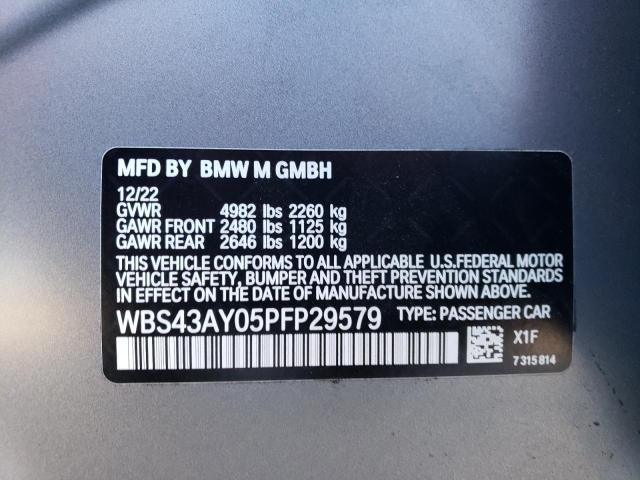 MFD BY BMW M GMBH
12/22
GVWR 4982 lbs 2260 kg
GAWR FRONT 2480 lbs 1125 kg
GAWR REAR 2646 lbs 1200 kg
THIS VEHICLE CONFORMS TO ALL APPLICABLE U.S.FEDERAL MOTOR
VEHICLE SAFETY, BUMPER AND THEFT PREVENTION STANDARDS
IN EFFECT ON THE DATE OF MANUFACTURE SHOWN ABOVE.
WBS43AY05PFP29579 TYPE: PASSENGER CAR
X1F
7315814